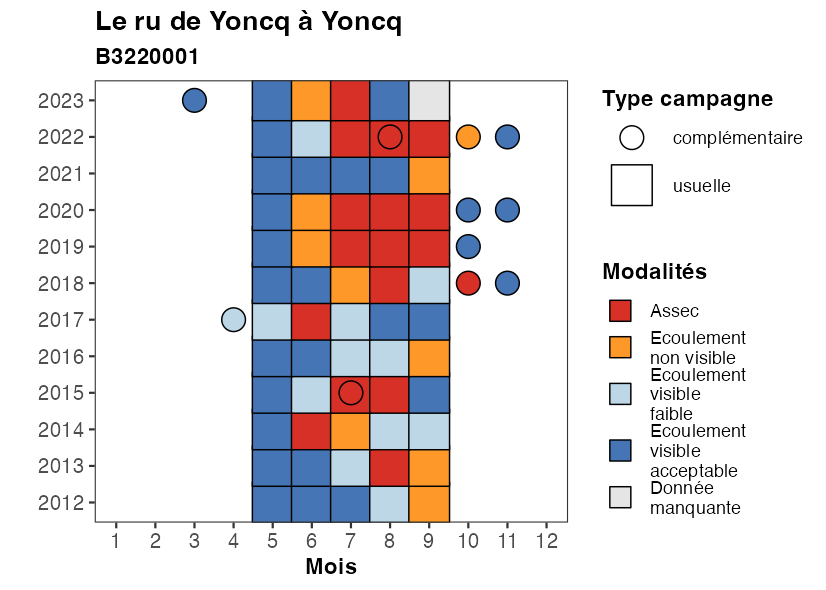 Le ru de Yoncq à Yoncq
B3220001
2023
2022
2021
2020
2019
2018
2017
2016
2015
2014
2013
2012
1 2 3 4 5 6 7 8 9 10 11 12
Mois
Type campagne
complémentaire
usuelle
Modalités
Assec
Ecoulement
non visible
Ecoulement
visible
faible
Ecoulement
visible
acceptable
Donnée
manquante